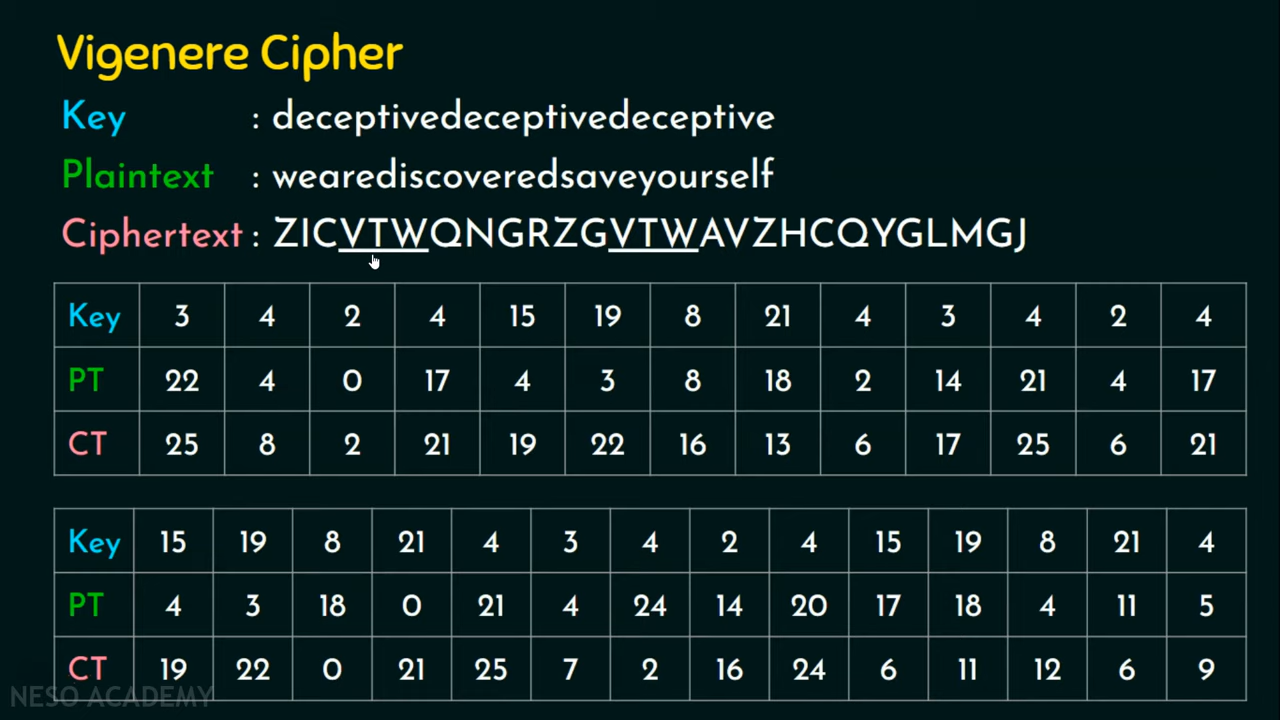 Vigenere Cipher
Key : deceptivedeceptivedeceptive
Plaintext : wearediscoveredsaveyourself
Ciphertext : ZICVTWQNGRZGVTWAVZHCQYGLMGJ
Key 3 4 2 4 15 19 8 21 4 3 4 2 4
PT 22 4 0 17 4 3 8 18 2 14 21 4 17
CT 25 8 2 21 19 22 16 13 6 17 25 6 21
Key 15 19 8 21 4 3 4 2 4 15 19 8 21 4
PT 4 3 18 0 21 4 24 14 20 17 18 4 11 5
CT 19 22 0 21 25 7 2 16 24 6 11 12 6 9
NESO ACADEMY